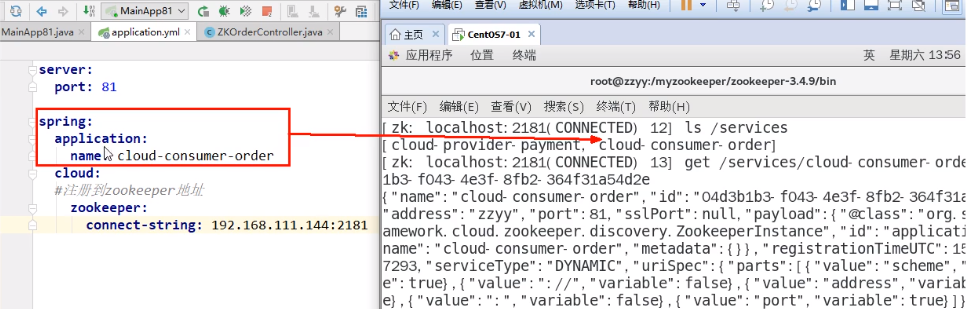 MainApp81
MainApp81.java
application.yml
ZKOrderController.java
server:
port: 81
spring:
application:
name: cloud-consumer-order
cloud:
#注册到zookeeper地址
zookeeper:
connect-string: 192.168.111.144:2181
文件(F) 编辑(E) 查看(V) 虚拟机(M) 选项卡(T) 帮助(H)
主页
CentOS7-01
应用程序 位置 终端
英 星期六 13:56
root@zzyy:/myzookeeper/zookeeper-3.4.9/bin
文件(F) 编辑(E) 查看(V) 搜索(S) 终端(T) 帮助(H)
[zk: localhost:2181(CONNECTED) 12] ls /services
[cloud-provider-payment, cloud-consumer-order]
[zk: localhost:2181(CONNECTED) 13] get /services/cloud-consumer-orde
1b3-f043-4e3f-8fb2-364f31a54d2e
{"name":"cloud-consumer-order","id":"04d3b1b3-f043-4e3f-8fb2-364f31a
"address":"zzyy","port":81,"sslPort":null,"payload":{"@class":"org.s
amework.cloud.zookeeper.discovery.ZookeeperInstance","id":"applicati
name":"cloud-consumer-order","metadata":{}},"registrationTimeUTC":15
7293,"serviceType":"DYNAMIC","uriSpec":{"parts":[{"value":"scheme","
e":true},{"value":"://","variable":false},{"value":"address","variab
e},{"value":":","variable":false},{"value":"port","variable":true}]}